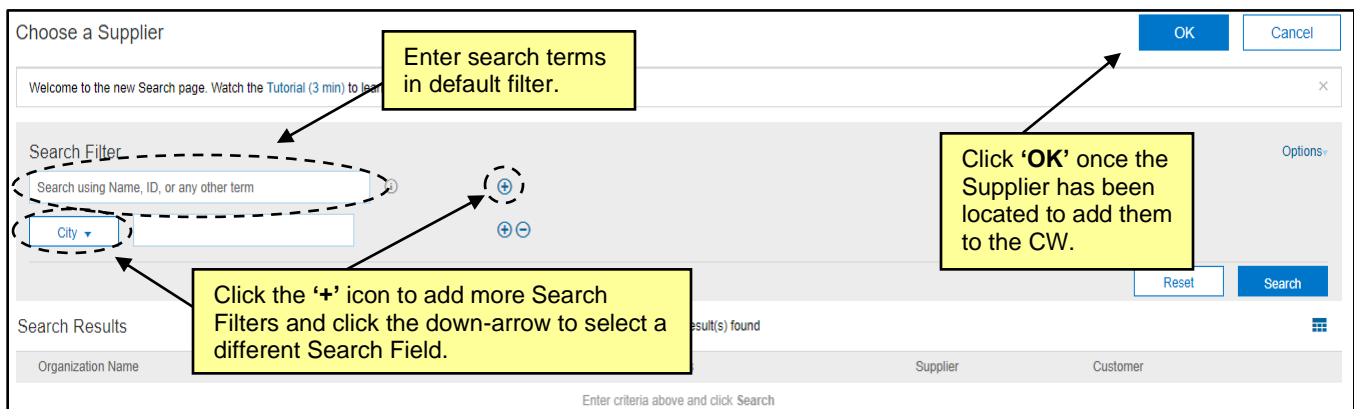 Choose a Supplier
OK
Cancel
Enter search terms
in default filter.
Welcome to the new Search page. Watch the Tutorial (3 min) to
Search Filter
Options
Search using Name, ID, or any other term
City
Click ‘OK’ once the
Supplier has been
located to add them
to the CW.
Click the ‘+’ icon to add more Search
Filters and click the down-arrow to select a
different Search Field.
Reset
Search
Search Results
found
Organization Name
Supplier
Customer
Enter criteria above and click Search